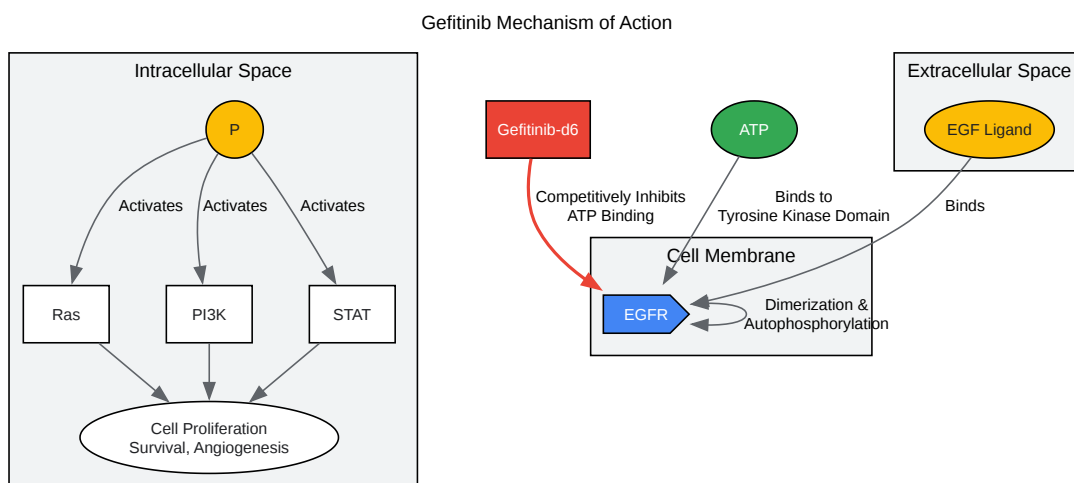 Gefitinib Mechanism of Action
Intracellular Space
P
Activates
Activates
Activates
Ras
PI3K
STAT
Cell Proliferation
Survival, Angiogenesis
Gefitinib-d6
Competitively Inhibits
ATP Binding
ATP
Binds to
Tyrosine Kinase Domain
Extracellular Space
EGF Ligand
Binds
Cell Membrane
EGFR
Dimerization &
Autophosphorylation